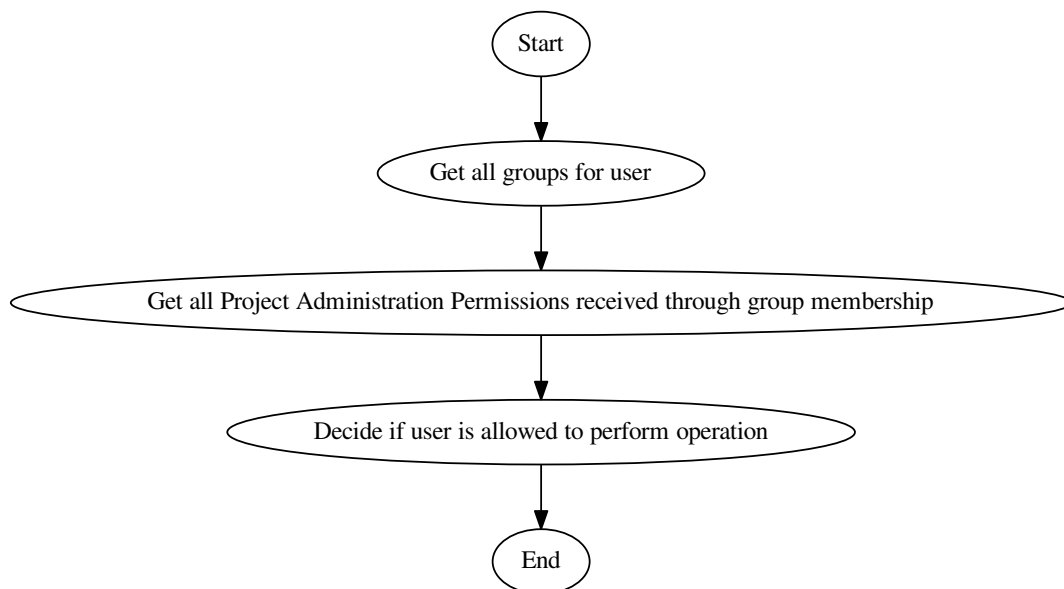 Start
Get all groups for user
Get all Project Administration Permissions received through group membership
Decide if user is allowed to perform operation
End